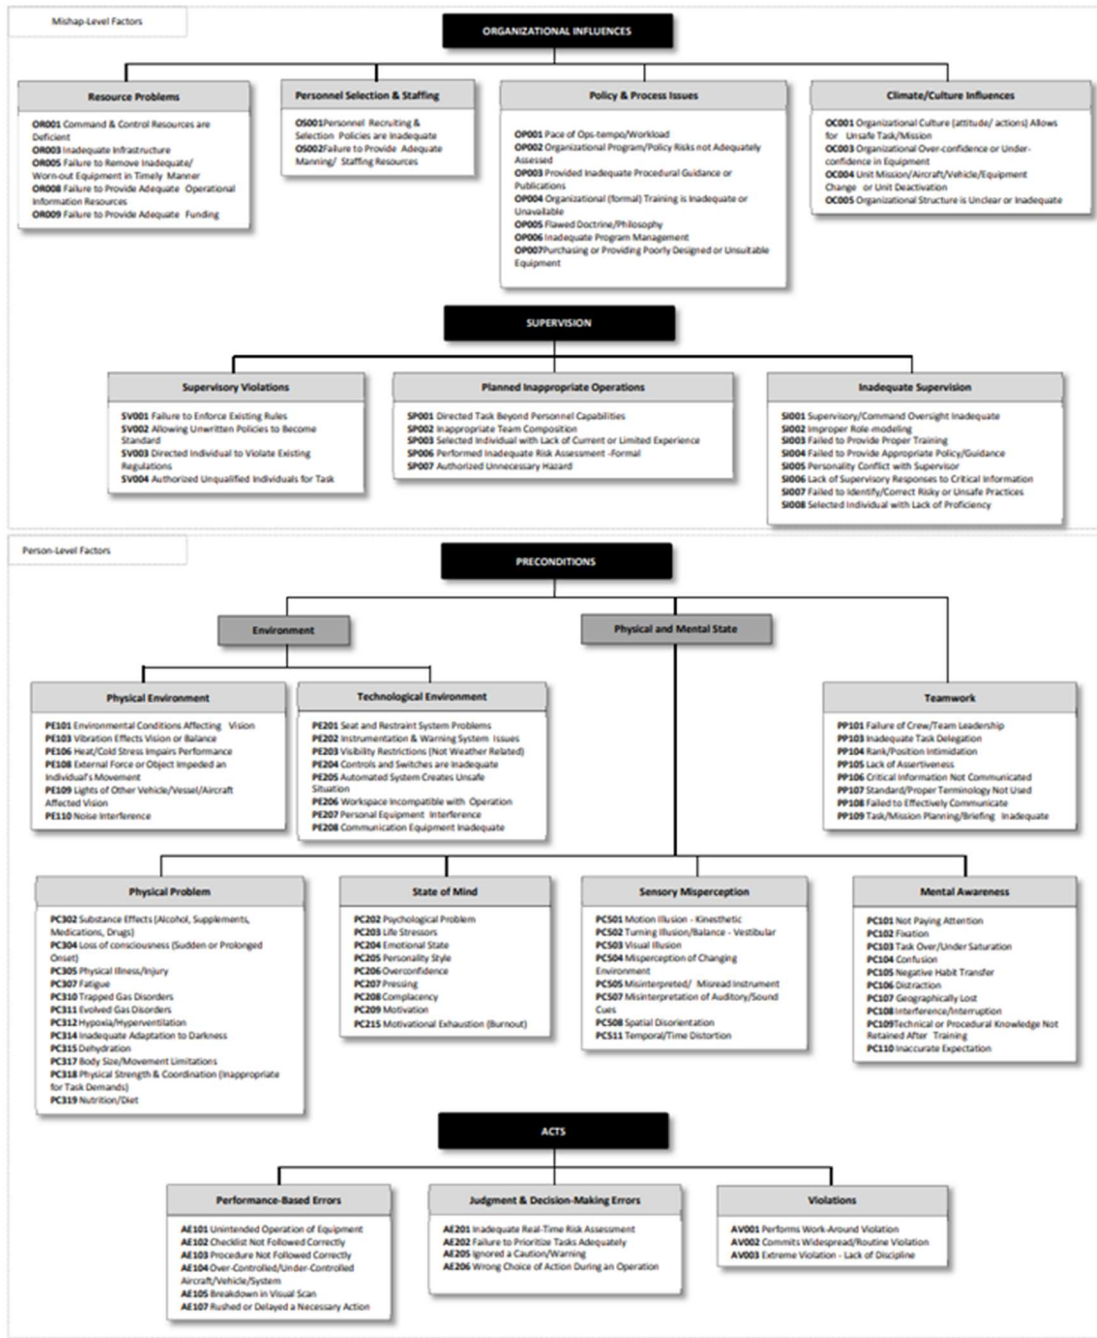 Mishap-Level Factors
ORGANIZATIONAL INFLUENCES
Resource Problems
OR001 Command & Control Resources are
Deficient
OR003 Inadequate Infrastructure
OR005 Failure to Remove Inadequate/
Worn-out Equipment in Timely Manner
OR008 Failure to Provide Adequate Operational
Information Resources
OR009 Failure to Provide Adequate Funding
Personnel Selection & Staffing
OS001Personnel Recruiting &
Selection Policies are Inadequate
OS002Failure to Provide Adequate
Manning/ Staffing Resources
Policy & Process Issues
OP001 Pace of Ops-tempo/Workload
OP002 Organizational Program/Policy Risks not Adequately
Assessed
OP003 Provided Inadequate Procedural Guidance or
Publications
OP004 Organizational (formal) Training is Inadequate or
Unavailable
OP005 Flawed Doctrine/Philosophy
OP006 Inadequate Program Management
OP007Purchasing or Providing Poorly Designed or Unsuitable
Equipment
Climate/Culture Influences
OC001 Organizational Culture (attitude/ actions) Allows
for Unsafe Task/Mission
OC003 Organizational Over-confidence or Under-
confidence in Equipment
OC004 Unit Mission/Aircraft/Vehicle/Equipment
Change or Unit Deactivation
OC005 Organizational Structure is Unclear or Inadequate
SUPERVISION
Supervisory Violations
SV001 Failure to Enforce Existing Rules
SV002 Allowing Unwritten Policies to Become
Standard
SV003 Directed Individual to Violate Existing
Regulations
SV004 Authorized Unqualified Individuals for Task
Planned Inappropriate Operations
SP001 Directed Task Beyond Personnel Capabilities
SP002 Inappropriate Team Composition
SP003 Selected Individual with Lack of Current or Limited Experience
SP006 Performed Inadequate Risk Assessment -Formal
SP007 Authorized Unnecessary Hazard
Inadequate Supervision
SI001 Supervisory/Command Oversight Inadequate
SI002 Improper Role-modeling
SI003 Failed to Provide Proper Training
SI004 Failed to Provide Appropriate Policy/Guidance
SI005 Personality Conflict with Supervisor
SI006 Lack of Supervisory Responses to Critical Information
SI007 Failed to Identify/Correct Risky or Unsafe Practices
SI008 Selected Individual with Lack of Proficiency
Person-Level Factors
PRECONDITIONS
Environment
Physical and Mental State
Physical Environment
PE101 Environmental Conditions Affecting Vision
PE103 Vibration Effects Vision or Balance
PE106 Heat/Cold Stress Impairs Performance
PE108 External Force or Object Impeded an
Individual's Movement
PE109 Lights of Other Vehicle/Vessel/Aircraft
Affected Vision
PE110 Noise Interference
Technological Environment
PE201 Seat and Restraint System Problems
PE202 Instrumentation & Warning System Issues
PE203 Visibility Restrictions (Not Weather Related)
PE204 Controls and Switches are Inadequate
PE205 Automated System Creates Unsafe
Situation
PE206 Workspace Incompatible with Operation
PE207 Personal Equipment Interference
PE208 Communication Equipment Inadequate
Teamwork
PP101 Failure of Crew/Team Leadership
PP103 Inadequate Task Delegation
PP104 Rank/Position Intimidation
PP105 Lack of Assertiveness
PP106 Critical Information Not Communicated
PP107 Standard/Proper Terminology Not Used
PP108 Failed to Effectively Communicate
PP109 Task/Mission Planning/Briefing Inadequate
Physical Problem
PC302 Substance Effects (Alcohol, Supplements,
Medications, Drugs)
PC304 Loss of consciousness (Sudden or Prolonged
Onset)
PC305 Physical Illness/Injury
PC307 Fatigue
PC310 Trapped Gas Disorders
PC311 Evolved Gas Disorders
PC312 Hypoxia/Hyperventilation
PC314 Inadequate Adaptation to Darkness
PC315 Dehydration
PC317 Body Size/Movement Limitations
PC318 Physical Strength & Coordination (Inappropriate
for Task Demands)
PC319 Nutrition/Diet
State of Mind
PC202 Psychological Problem
PC203 Life Stressors
PC204 Emotional State
PC205 Personality Style
PC206 Overconfidence
PC207 Pressing
PC208 Complacency
PC209 Motivation
PC215 Motivational Exhaustion (Burnout)
Sensory Misperception
PC501 Motion Illusion - Kinesthetic
PC502 Turning Illusion/Balance - Vestibular
PC503 Visual Illusion
PC504 Misperception of Changing
Environment
PC505 Misinterpreted/ Misread Instrument
PC507 Misinterpretation of Auditory/Sound
Cues
PC508 Spatial Disorientation
PC511 Temporal/Time Distortion
Mental Awareness
PC101 Not Paying Attention
PC102 Fixation
PC103 Task Over/Under Saturation
PC104 Confusion
PC105 Negative Habit Transfer
PC106 Distraction
PC107 Geographically Lost
PC108 Interference/Interruption
PC109Technical or Procedural Knowledge Not
Retained After Training
PC110 Inaccurate Expectation
ACTS
Performance-Based Errors
AE101 Unintended Operation of Equipment
AE102 Checklist Not Followed Correctly
AE103 Procedure Not Followed Correctly
AE104 Over-Controlled/Under-Controlled
Aircraft/Vehicle/System
AE105 Breakdown in Visual Scan
AE107 Rushed or Delayed a Necessary Action
Judgment & Decision-Making Errors
AE201 Inadequate Real-Time Risk Assessment
AE202 Failure to Prioritize Tasks Adequately
AE205 Ignored a Caution/Warning
AE206 Wrong Choice of Action During an Operation
Violations
AV001 Performs Work-Around Violation
AV002 Commits Widespread/Routine Violation
AV003 Extreme Violation - Lack of Discipline